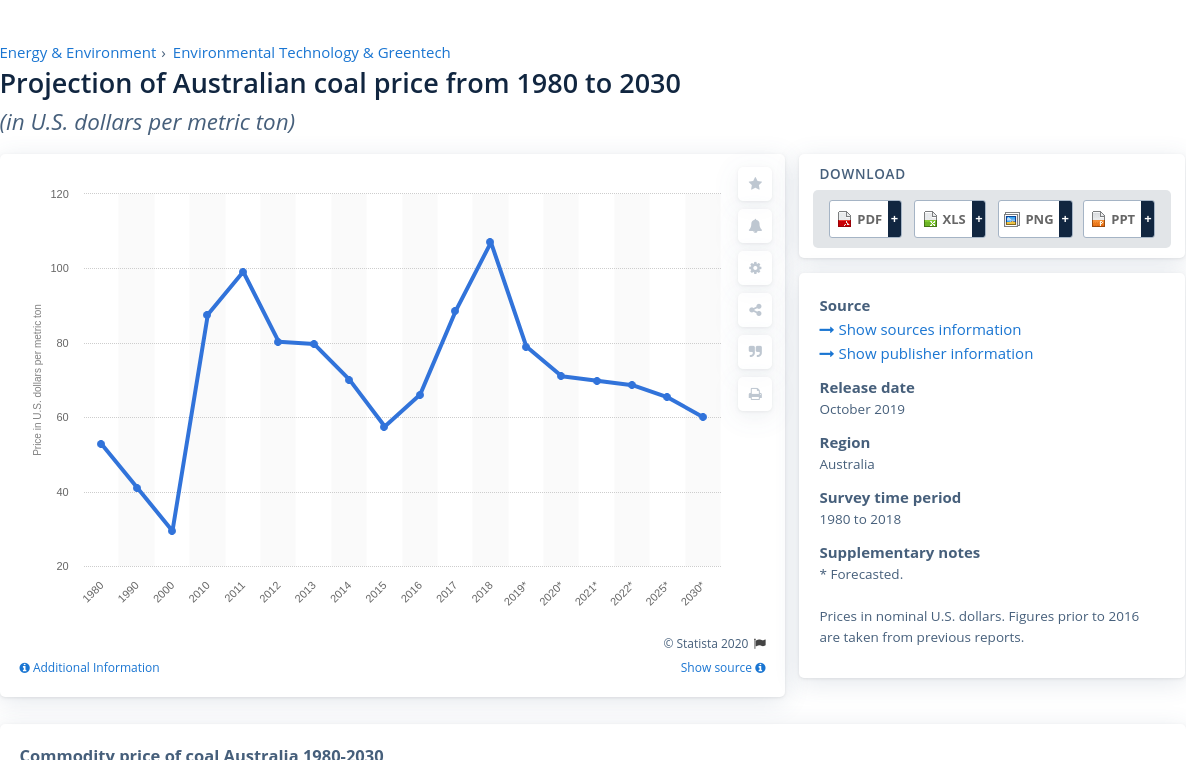 Energy & Environment › Environmental Technology & Greentech
Projection of Australian coal price from 1980 to 2030
(in U.S. dollars per metric ton)
120
100
80
60
40
20
Price in U.S. dollars per metric ton
1980 1990 2000 2010 2011 2012 2013 2014 2015 2016 2017 2018 2019* 2020* 2021* 2022* 2025* 2030*
© Statista 2020
Additional Information Show source
DOWNLOAD
PDF + XLS + PNG + PPT +
Source
Show sources information
Show publisher information
Release date
October 2019
Region
Australia
Survey time period
1980 to 2018
Supplementary notes
* Forecasted.
Prices in nominal U.S. dollars. Figures prior to 2016
are taken from previous reports.
Commodity price of coal Australia 1980-2030